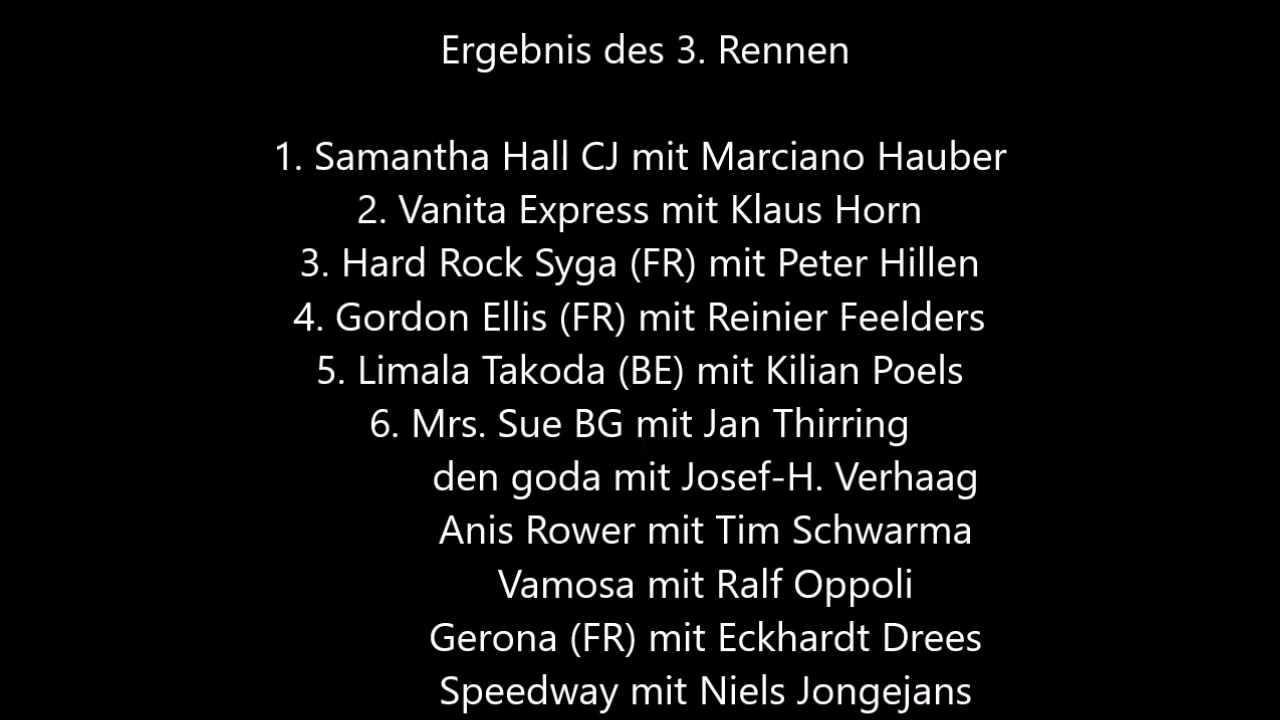 Ergebnis des 3. Rennen
1. Samantha Hall CJ mit Marciano Hauber
2. Vanita Express mit Klaus Horn
3. Hard Rock Syga (FR) mit Peter Hillen
4. Gordon Ellis (FR) mit Reinier Feelders
5. Limala Takoda (BE) mit Kilian Poels
6. Mrs. Sue BG mit Jan Thirring
den goda mit Josef-H. Verhaag
Anis Rower mit Tim Schwarma
Vamosa mit Ralf Oppoli
Gerona (FR) mit Eckhardt Drees
Speedway mit Niels Jongejans